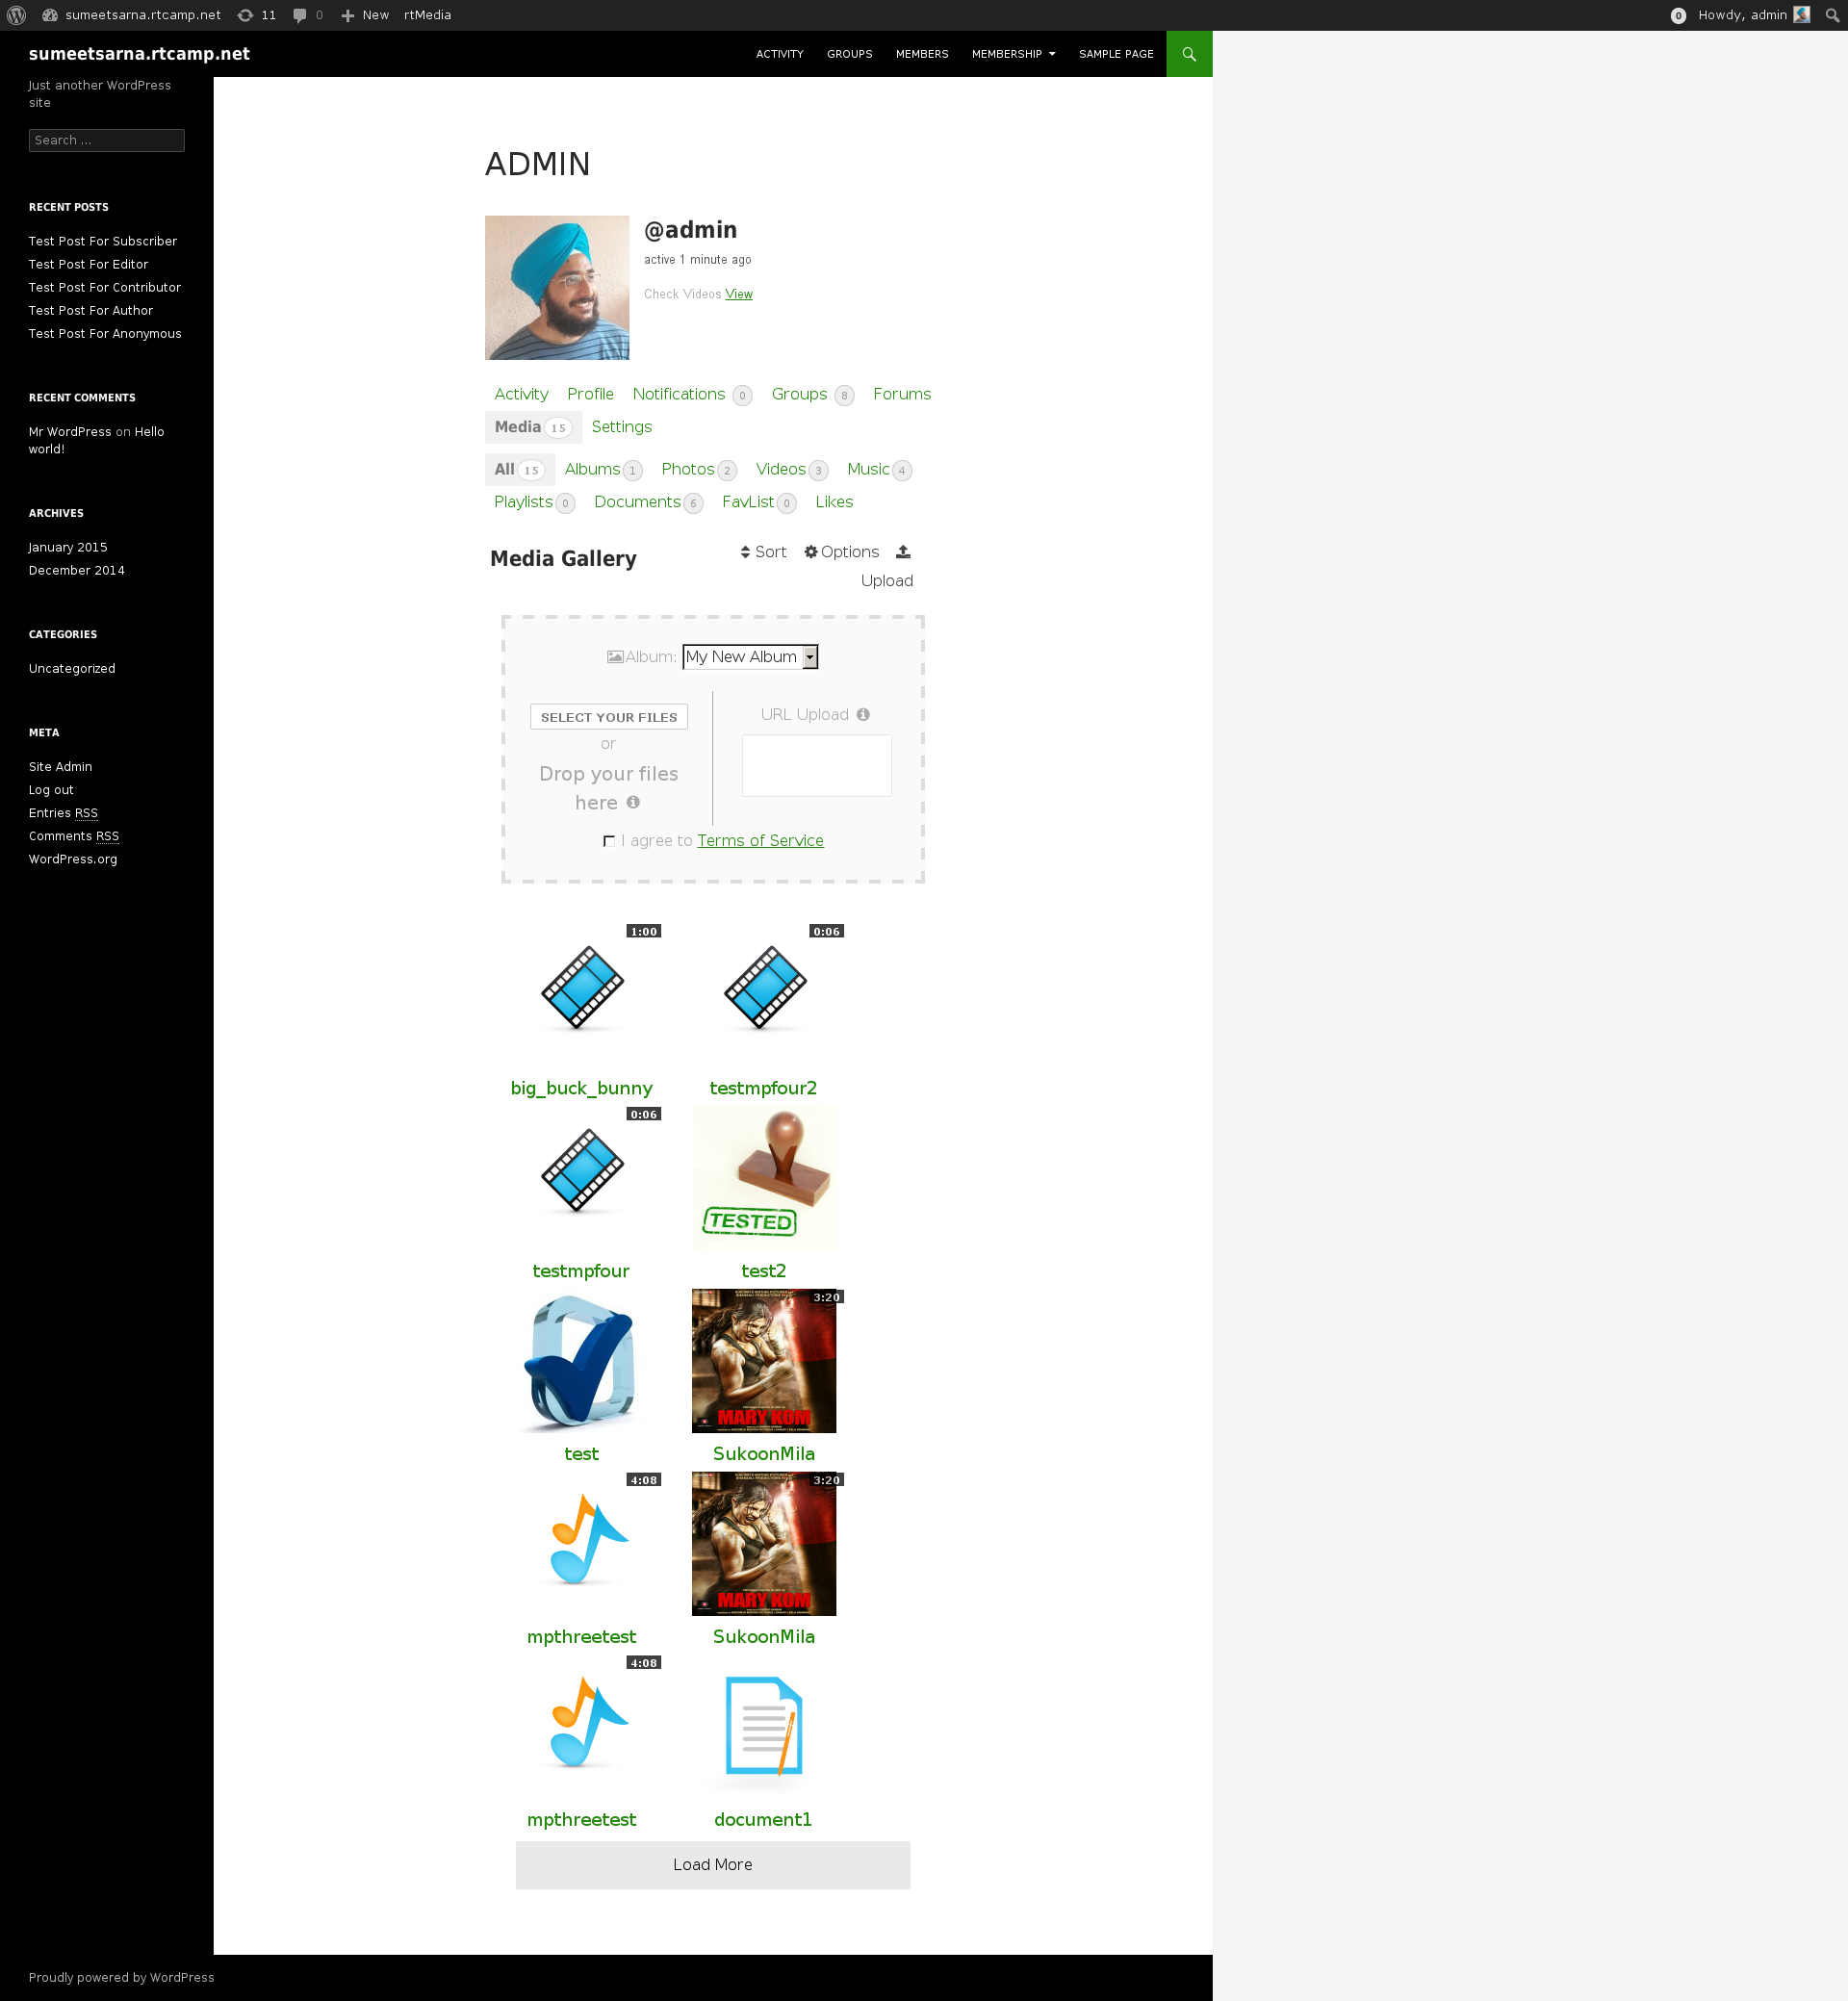 sumeetsarna.rtcamp.net 11 0 New rtMedia 0 Howdy, admin
sumeetsarna.rtcamp.net ACTIVITY GROUPS MEMBERS MEMBERSHIP SAMPLE PAGE
Just another WordPress
site
Search ...
RECENT POSTS
Test Post For Subscriber
Test Post For Editor
Test Post For Contributor
Test Post For Author
Test Post For Anonymous
RECENT COMMENTS
Mr WordPress on Hello
world!
ARCHIVES
January 2015
December 2014
CATEGORIES
Uncategorized
META
Site Admin
Log out
Entries RSS
Comments RSS
WordPress.org
ADMIN
@admin
active 1 minute ago
Check Videos View
Activity Profile Notifications 0 Groups 8 Forums
Media 15 Settings
All 15 Albums 1 Photos 2 Videos 3 Music 4
Playlists 0 Documents 6 FavList 0 Likes
Media Gallery Sort Options
Upload
Album: My New Album
SELECT YOUR FILES
or
Drop your files
here
URL Upload
I agree to Terms of Service
1:00 0:06
big_buck_bunny testmpfour2
0:06
TESTED
testmpfour test2
3:20
MARY KOM
test SukoonMila
4:08 3:20
MARY KOM
mpthreetest SukoonMila
4:08
mpthreetest document1
Load More
Proudly powered by WordPress